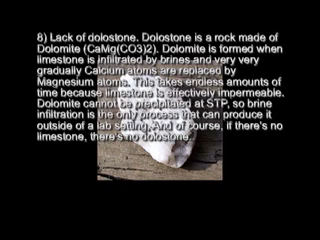 8) Lack of dolostone. Dolostone is a rock made of
Dolomite (CaMg(CO3)2). Dolomite is formed when
limestone is infiltrated by brines and very very
gradually Calcium atoms are replaced by
Magnesium atoms. This takes endless amounts of
time because limestone is effectively impermeable.
Dolomite cannot be precipitated at STP, so brine
infiltration is the only process that can produce it
outside of a lab setting. And of course, if there's no
limestone, there's no dolostone.